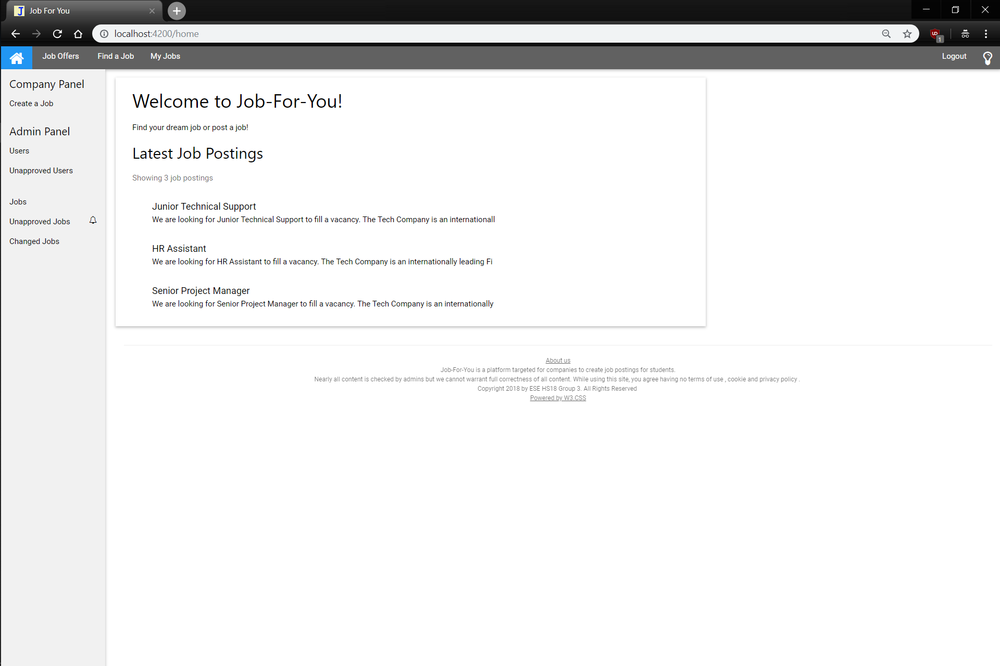 Job For You
localhost:4200/home
1
Job Offers Find a Job My Jobs Logout
Company Panel
Create a Job
Admin Panel
Users
Unapproved Users
Jobs
Unapproved Jobs
Changed Jobs
Welcome to Job-For-You!
Find your dream job or post a job!
Latest Job Postings
Showing 3 job postings
Junior Technical Support
We are looking for Junior Technical Support to fill a vacancy. The Tech Company is an internationall
HR Assistant
We are looking for HR Assistant to fill a vacancy. The Tech Company is an internationally leading Fi
Senior Project Manager
We are looking for Senior Project Manager to fill a vacancy. The Tech Company is an internationally
About us
Job-For-You is a platform targeted for companies to create job postings for students.
Nearly all content is checked by admins but we cannot warrant full correctness of all content. While using this site, you agree having no terms of use , cookie and privacy policy .
Copyright 2018 by ESE HS18 Group 3. All Rights Reserved
Powered by W3.CSS